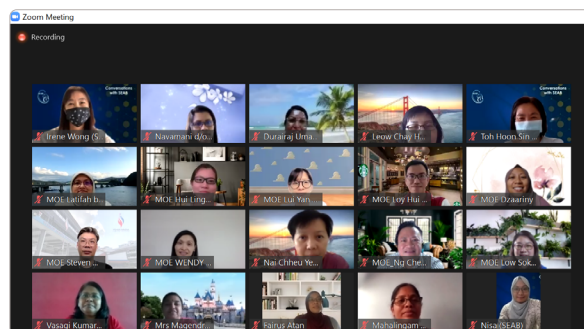 Zoom Meeting
Recording
Conversations
with SEAB
Conversations
with SEAB
Irene Wong (S...
Navamani d/o...
Durairaj Uma...
Leow Chay H...
Toh Hoon Sin ...
MOE Latifah b...
MOE Hui Ling...
MOE Lui Yan ...
MOE Loy Hui ...
MOE Dzaariny
MOE Steven ...
MOE WENDY ...
Nai Chheu Ye...
MOE_Ng Che...
MOE Low Sok...
Vasagi Kumar...
Mrs Magendr...
Fairus Atan
Mahalingam ...
Nisa (SEAB)